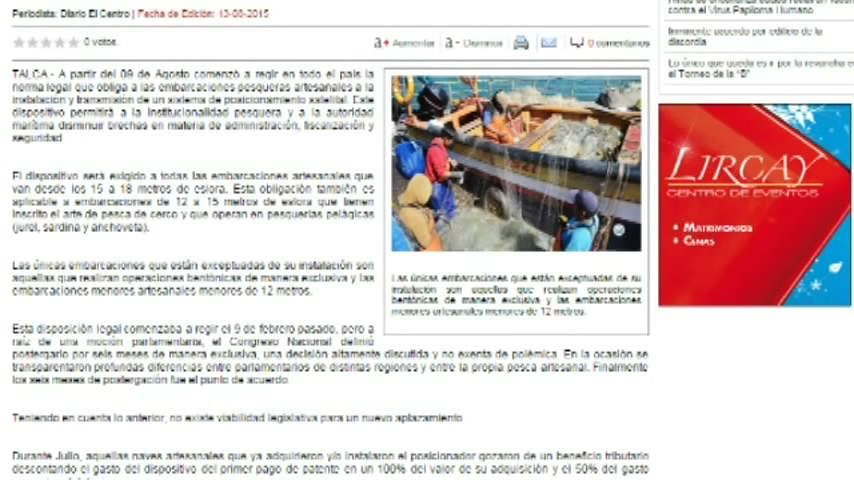 Periodista: Diario El Centro | Fecha de Edición: 13-08-2015
0 votos.
a+ Aumentar
a- Disminuir
0 comentarios
TALCA.- A partir del 09 de Agosto comenzó a regir en todo el país la
norma legal que obliga a las embarcaciones pesqueras artesanales a la
instalación y transmisión de un sistema de posicionamiento satelital. Este
dispositivo permitirá a la institucionalidad pesquera y a la autoridad
marítima disminuir brechas en materia de administración, fiscalización y
seguridad.
El dispositivo será exigido a todas las embarcaciones artesanales que
van desde los 15 a 18 metros de eslora. Esta obligación también es
aplicable a embarcaciones de 12 a 15 metros de eslora que tienen
inscrito el arte de pesca de cerco y que operan en pesquerías pelágicas
(jurel, sardina y anchoveta).
Las únicas embarcaciones que están exceptuadas de su instalación son
aquellas que realizan operaciones bentónicas de manera exclusiva y las
embarcaciones menores artesanales menores de 12 metros.
Las únicas embarcaciones que están exceptuadas de su
instalación son aquellas que realizan operaciones
bentónicas de manera exclusiva y las embarcaciones
menores artesanales menores de 12 metros.
Esta disposición legal comenzaba a regir el 9 de febrero pasado, pero a
raíz de una moción parlamentaria, el Congreso Nacional definió
postergarlo por seis meses de manera exclusiva, una decisión altamente discutida y no exenta de polémica. En la ocasión se
transparentaron profundas diferencias entre parlamentarios de distintas regiones y entre la propia pesca artesanal. Finalmente
los seis meses de postergación fue el punto de acuerdo.
Teniendo en cuenta lo anterior, no existe viabilidad legislativa para un nuevo aplazamiento
Durante Julio, aquellas naves artesanales que ya adquirieron y/o instalaron el posicionador gozaron de un beneficio tributario
descontando el gasto del dispositivo del primer pago de patente en un 100% del valor de su adquisición y el 50% del gasto
contra el Virus Papiloma Humano
Inminente acuerdo por edificio de la
discordia
Lo único que queda es ir por la revancha en
el Torneo de la "B"
LIRCAY
CENTRO DE EVENTOS
• MATRIMONIOS
• CENAS